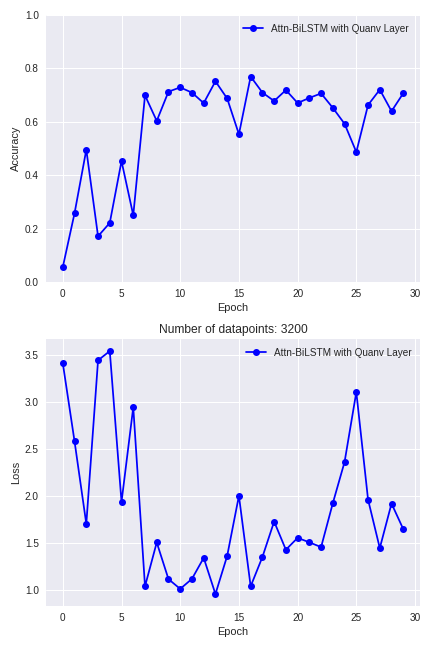 1.0
Attn-BiLSTM with Quanv Layer
0.8
0.6
Accuracy
0.4
0.2
0.0
0 5 10 15 20 25 30
Epoch
Number of datapoints: 3200
3.5
Attn-BiLSTM with Quanv Layer
3.0
2.5
Loss
2.0
1.5
1.0
0 5 10 15 20 25 30
Epoch